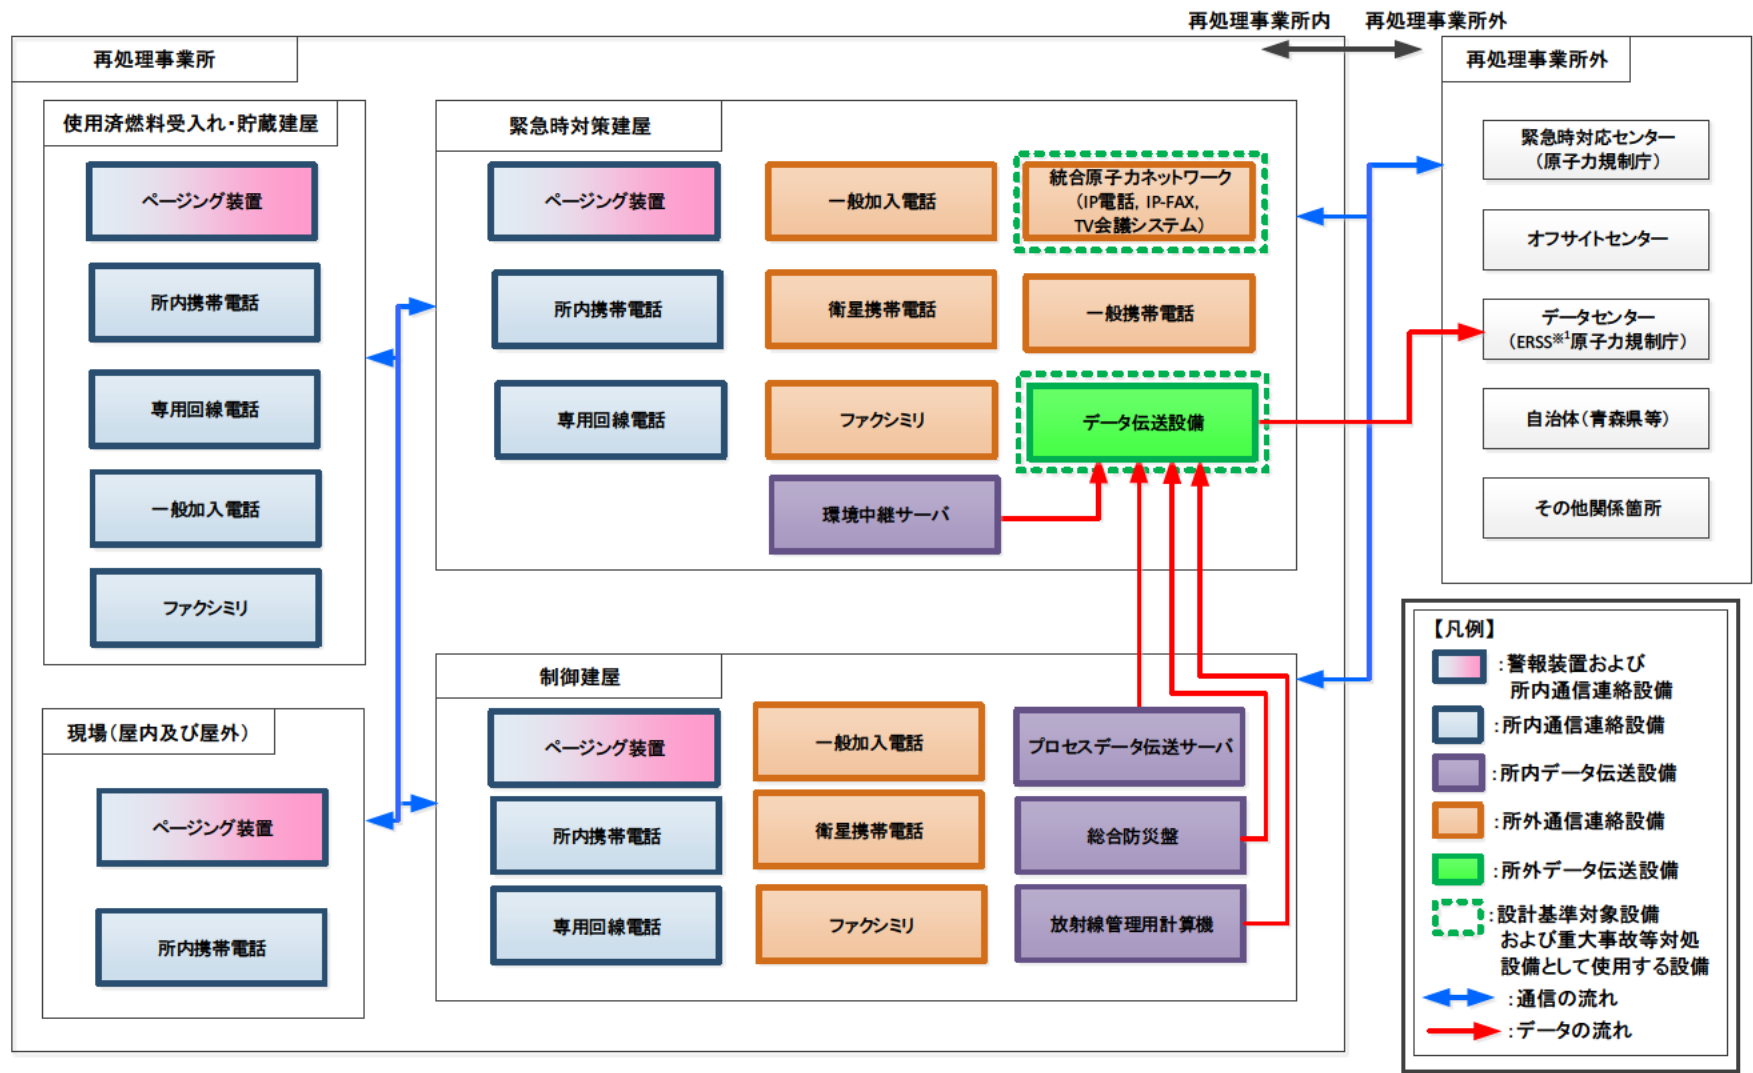 再処理事業所内
再処理事業所外
再処理事業所
使用済燃料受入れ・貯蔵建屋
ページング装置
所内携帯電話
専用回線電話
一般加入電話
ファクシミリ
現場（屋内及び屋外）
ページング装置
所内携帯電話
緊急時対策建屋
ページング装置
一般加入電話
統合原子力ネットワーク
（IP電話, IP-FAX,
TV会議システム）
所内携帯電話
衛星携帯電話
一般携帯電話
専用回線電話
ファクシミリ
データ伝送設備
環境中継サーバ
制御建屋
ページング装置
一般加入電話
プロセスデータ伝送サーバ
所内携帯電話
衛星携帯電話
総合防災盤
専用回線電話
ファクシミリ
放射線管理用計算機
再処理事業所外
緊急時対応センター
（原子力規制庁）
オフサイトセンター
データセンター
（ERSS※1原子力規制庁）
自治体（青森県等）
その他関係箇所
【凡例】
：警報装置および
所内通信連絡設備
：所内通信連絡設備
：所内データ伝送設備
：所外通信連絡設備
：所外データ伝送設備
：設計基準対象設備
および重大事故等対処
設備として使用する設備
：通信の流れ
：データの流れ